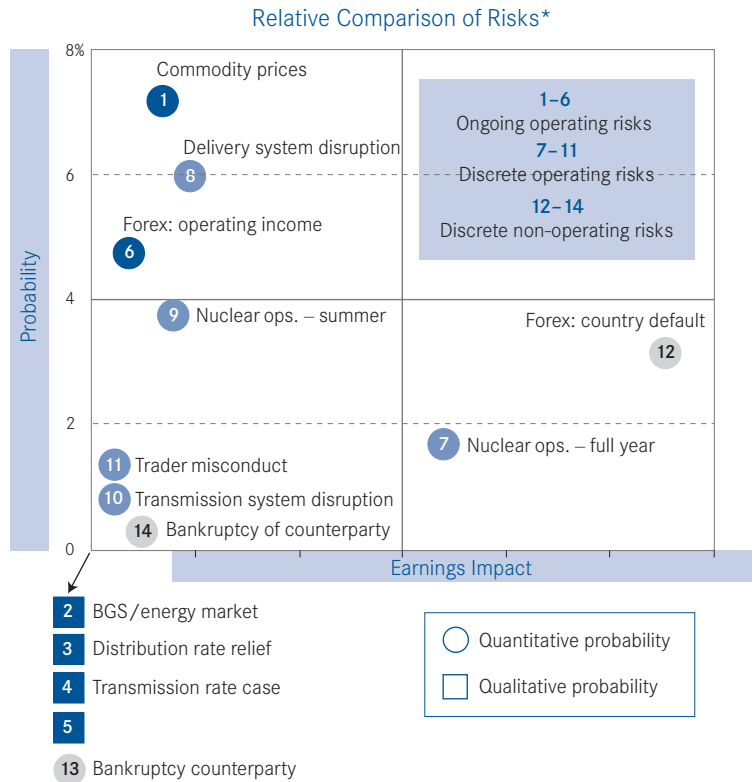 Relative Comparison of Risks*
8%
Commodity prices
1
1–6
Ongoing operating risks
7–11
Discrete operating risks
12–14
Discrete non-operating risks
Delivery system disruption
6
8
Forex: operating income
6
Probability
4
9 Nuclear ops. – summer
Forex: country default
12
2
7 Nuclear ops. – full year
11 Trader misconduct
10 Transmission system disruption
14 Bankruptcy of counterparty
0
Earnings Impact
2 BGS/energy market
3 Distribution rate relief
4 Transmission rate case
5
13 Bankruptcy counterparty
Quantitative probability
Qualitative probability